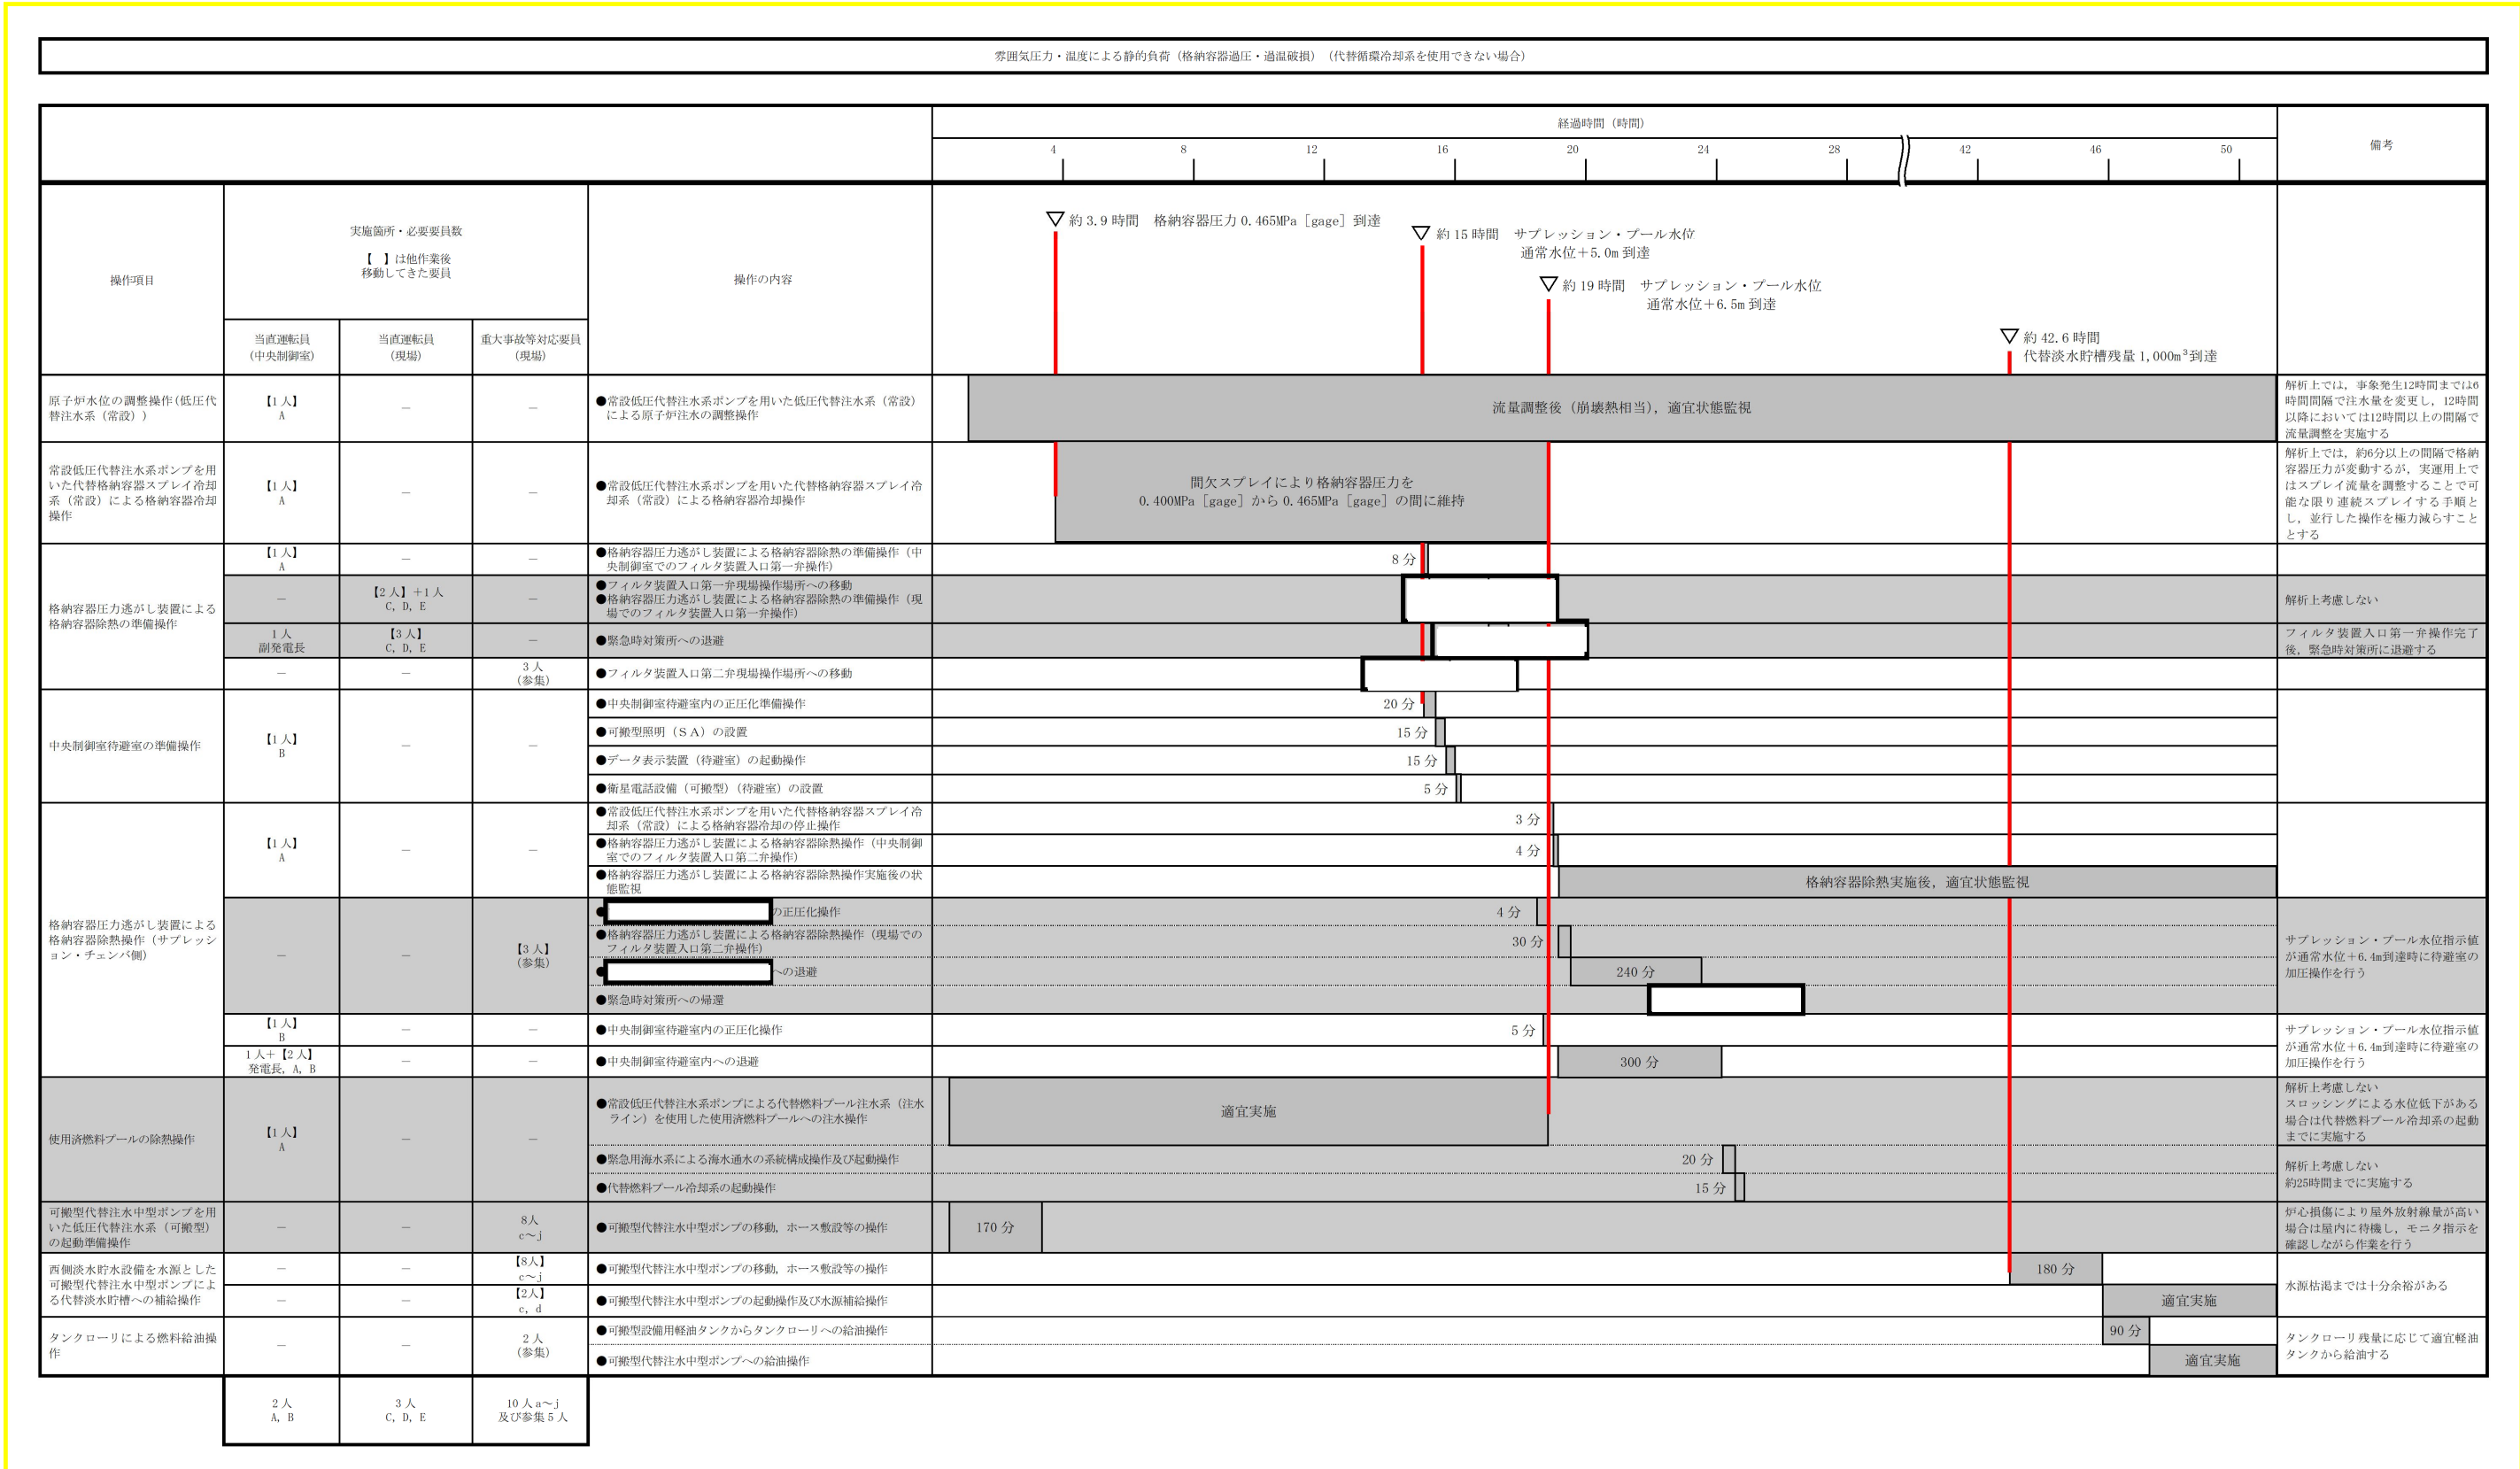 雰囲気圧力・温度による静的負荷（格納容器過圧・過温破損）（代替循環冷却系を使用できない場合）
経過時間（時間）
備考
4 8 12 16 20 24 28 42 46 50
操作項目
実施箇所・必要要員数
【　】は他作業後
移動してきた要員
操作の内容
当直運転員
（中央制御室）
当直運転員
（現場）
重大事故等対応要員
（現場）
約3.9時間　格納容器圧力0.465MPa［gage］到達
約15時間　サプレッション・プール水位
通常水位＋5.0m到達
約19時間　サプレッション・プール水位
通常水位＋6.5m到達
約42.6時間
代替淡水貯槽残量1,000m³到達
原子炉水位の調整操作（低圧代
替注水系（常設））
【1人】
A
―
―
●常設低圧代替注水系ポンプを用いた低圧代替注水系（常設）
による原子炉注水の調整操作
流量調整後（崩壊熱相当），適宜状態監視
解析上では，事象発生12時間までは6
時間間隔で注水量を変更し，12時間
以降においては12時間以上の間隔で
流量調整を実施する
常設低圧代替注水系ポンプを用
いた代替格納容器スプレイ冷却
系（常設）による格納容器冷却
操作
【1人】
A
―
―
●常設低圧代替注水系ポンプを用いた代替格納容器スプレイ冷
却系（常設）による格納容器冷却操作
間欠スプレイにより格納容器圧力を
0.400MPa［gage］から0.465MPa［gage］の間に維持
解析上では，約6分以上の間隔で格納
容器圧力が変動するが，実運用上で
はスプレイ流量を調整することで可
能な限り連続スプレイする手順と
し，並行した操作を極力減らすこと
とする
格納容器圧力逃がし装置による
格納容器除熱の準備操作
【1人】
A
―
―
●格納容器圧力逃がし装置による格納容器除熱の準備操作（中
央制御室でのフィルタ装置入口第一弁操作）
8分
―
【2人】＋1人
C, D, E
―
●フィルタ装置入口第一弁現場操作場所への移動
●格納容器圧力逃がし装置による格納容器除熱の準備操作（現
場でのフィルタ装置入口第一弁操作）
解析上考慮しない
1人
副発電長
【3人】
C, D, E
―
●緊急時対策所への退避
フィルタ装置入口第一弁操作完了
後，緊急時対策所に退避する
―
―
3人
（参集）
●フィルタ装置入口第二弁現場操作場所への移動
中央制御室待避室の準備操作
【1人】
B
―
―
●中央制御室待避室内の正圧化準備操作
20分
●可搬型照明（ＳＡ）の設置
15分
●データ表示装置（待避室）の起動操作
15分
●衛星電話設備（可搬型）（待避室）の設置
5分
格納容器圧力逃がし装置による
格納容器除熱操作（サプレッシ
ョン・チェンバ側）
【1人】
A
―
―
●常設低圧代替注水系ポンプを用いた代替格納容器スプレイ冷
却系（常設）による格納容器冷却の停止操作
3分
●格納容器圧力逃がし装置による格納容器除熱操作（中央制御
室でのフィルタ装置入口第二弁操作）
4分
●格納容器圧力逃がし装置による格納容器除熱操作実施後の状
態監視
格納容器除熱実施後，適宜状態監視
―
―
【3人】
（参集）
●
の正圧化操作
4分
●格納容器圧力逃がし装置による格納容器除熱操作（現場での
フィルタ装置入口第二弁操作）
30分
●
への退避
240分
●緊急時対策所への帰還
サプレッション・プール水位指示値
が通常水位＋6.4m到達時に待避室の
加圧操作を行う
【1人】
B
―
―
●中央制御室待避室内の正圧化操作
5分
1人＋【2人】
発電長, A, B
―
―
●中央制御室待避室内への退避
300分
サプレッション・プール水位指示値
が通常水位＋6.4m到達時に待避室の
加圧操作を行う
使用済燃料プールの除熱操作
【1人】
A
―
―
●常設低圧代替注水系ポンプによる代替燃料プール注水系（注水
ライン）を使用した使用済燃料プールへの注水操作
適宜実施
解析上考慮しない
スロッシングによる水位低下がある
場合は代替燃料プール冷却系の起動
までに実施する
●緊急用海水系による海水通水の系統構成操作及び起動操作
20分
●代替燃料プール冷却系の起動操作
15分
解析上考慮しない
約25時間までに実施する
可搬型代替注水中型ポンプを用
いた低圧代替注水系（可搬型）
の起動準備操作
―
―
8人
c～j
●可搬型代替注水中型ポンプの移動，ホース敷設等の操作
170分
炉心損傷により屋外放射線量が高い
場合は屋内に待機し，モニタ指示を
確認しながら作業を行う
西側淡水貯水設備を水源とした
可搬型代替注水中型ポンプによ
る代替淡水貯槽への補給操作
―
―
【8人】
c～j
●可搬型代替注水中型ポンプの移動，ホース敷設等の操作
180分
―
―
【2人】
c, d
●可搬型代替注水中型ポンプの起動操作及び水源補給操作
適宜実施
水源枯渇までは十分余裕がある
タンクローリによる燃料給油操
作
―
―
2人
（参集）
●可搬型設備用軽油タンクからタンクローリへの給油操作
90分
●可搬型代替注水中型ポンプへの給油操作
適宜実施
タンクローリ残量に応じて適宜軽油
タンクから給油する
2人
A, B
3人
C, D, E
10人 a～j
及び参集5人